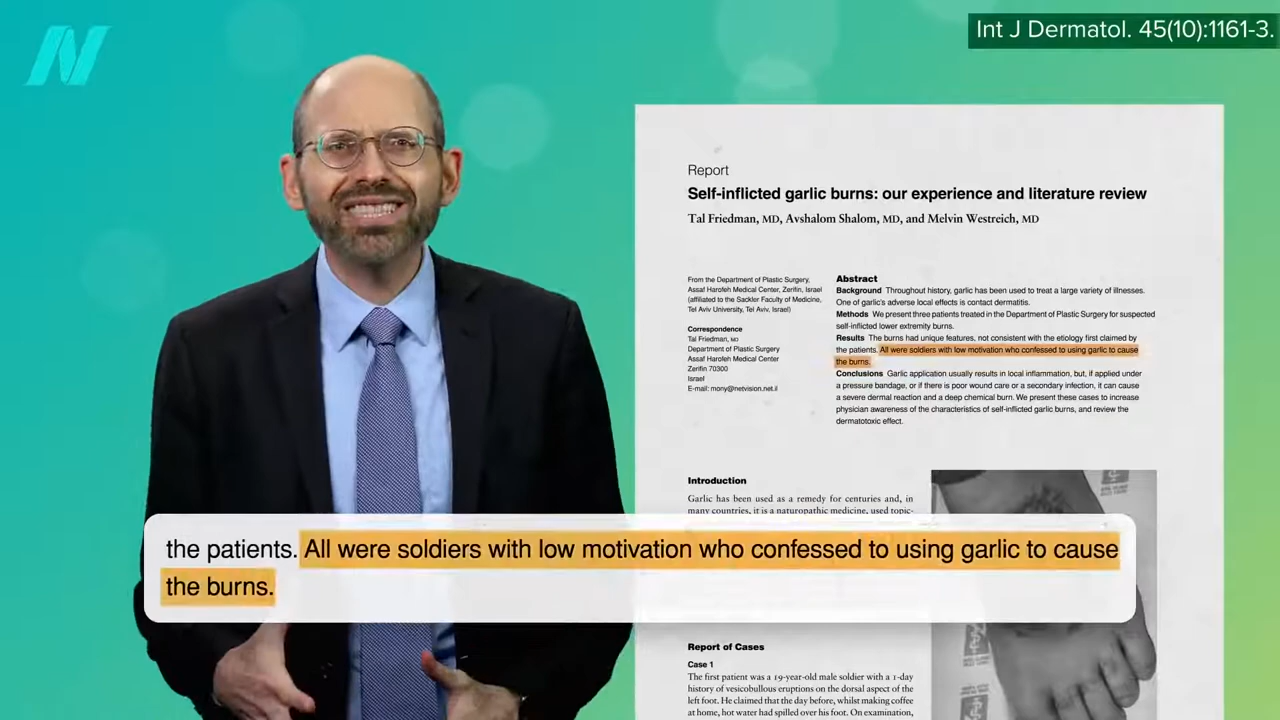 Int J Dermatol. 45(10):1161-3.
Report
Self-inflicted garlic burns: our experience and literature review
Tal Friedman, MD, Avshalom Shalom, MD, and Melvin Westreich, MD
From the Department of Plastic Surgery,
Assaf Harofeh Medical Center, Zerifin, Israel
(affiliated to the Sackler Faculty of Medicine,
Tel Aviv University, Tel Aviv, Israel)
Correspondence
Tal Friedman, MD
Department of Plastic Surgery
Assaf Harofeh Medical Center
Zerifin 70300
Israel
E-mail: mony@netvision.net.il
Abstract
Background Throughout history, garlic has been used to treat a large variety of illnesses.
One of garlic's adverse local effects is contact dermatitis.
Methods We present three patients treated in the Department of Plastic Surgery for suspected
self-inflicted lower extremity burns.
Results The burns had unique features, not consistent with the etiology first claimed by
the patients. All were soldiers with low motivation who confessed to using garlic to cause
the burns.
Conclusions Garlic application usually results in local inflammation, but, if applied under
a pressure bandage, or if there is poor wound care or a secondary infection, it can cause
a severe dermal reaction and a deep chemical burn. We present these cases to increase
physician awareness of the characteristics of self-inflicted garlic burns, and review the
dermatotoxic effect.
Introduction
Garlic has been used as a remedy for centuries and, in
many countries, it is a naturopathic medicine, used topic-
the patients. All were soldiers with low motivation who confessed to using garlic to cause
the burns.
Report of Cases
Case 1
The first patient was a 19-year-old male soldier with a 1-day
history of vesicobullous eruptions on the dorsal aspect of the
left foot. He claimed that the day before, whilst making coffee
at home, hot water had spilled over his foot. On examination,